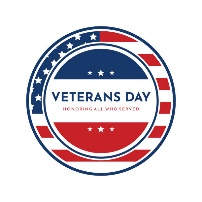 VETERANS DAY
HONORING ALL WHO SERVED